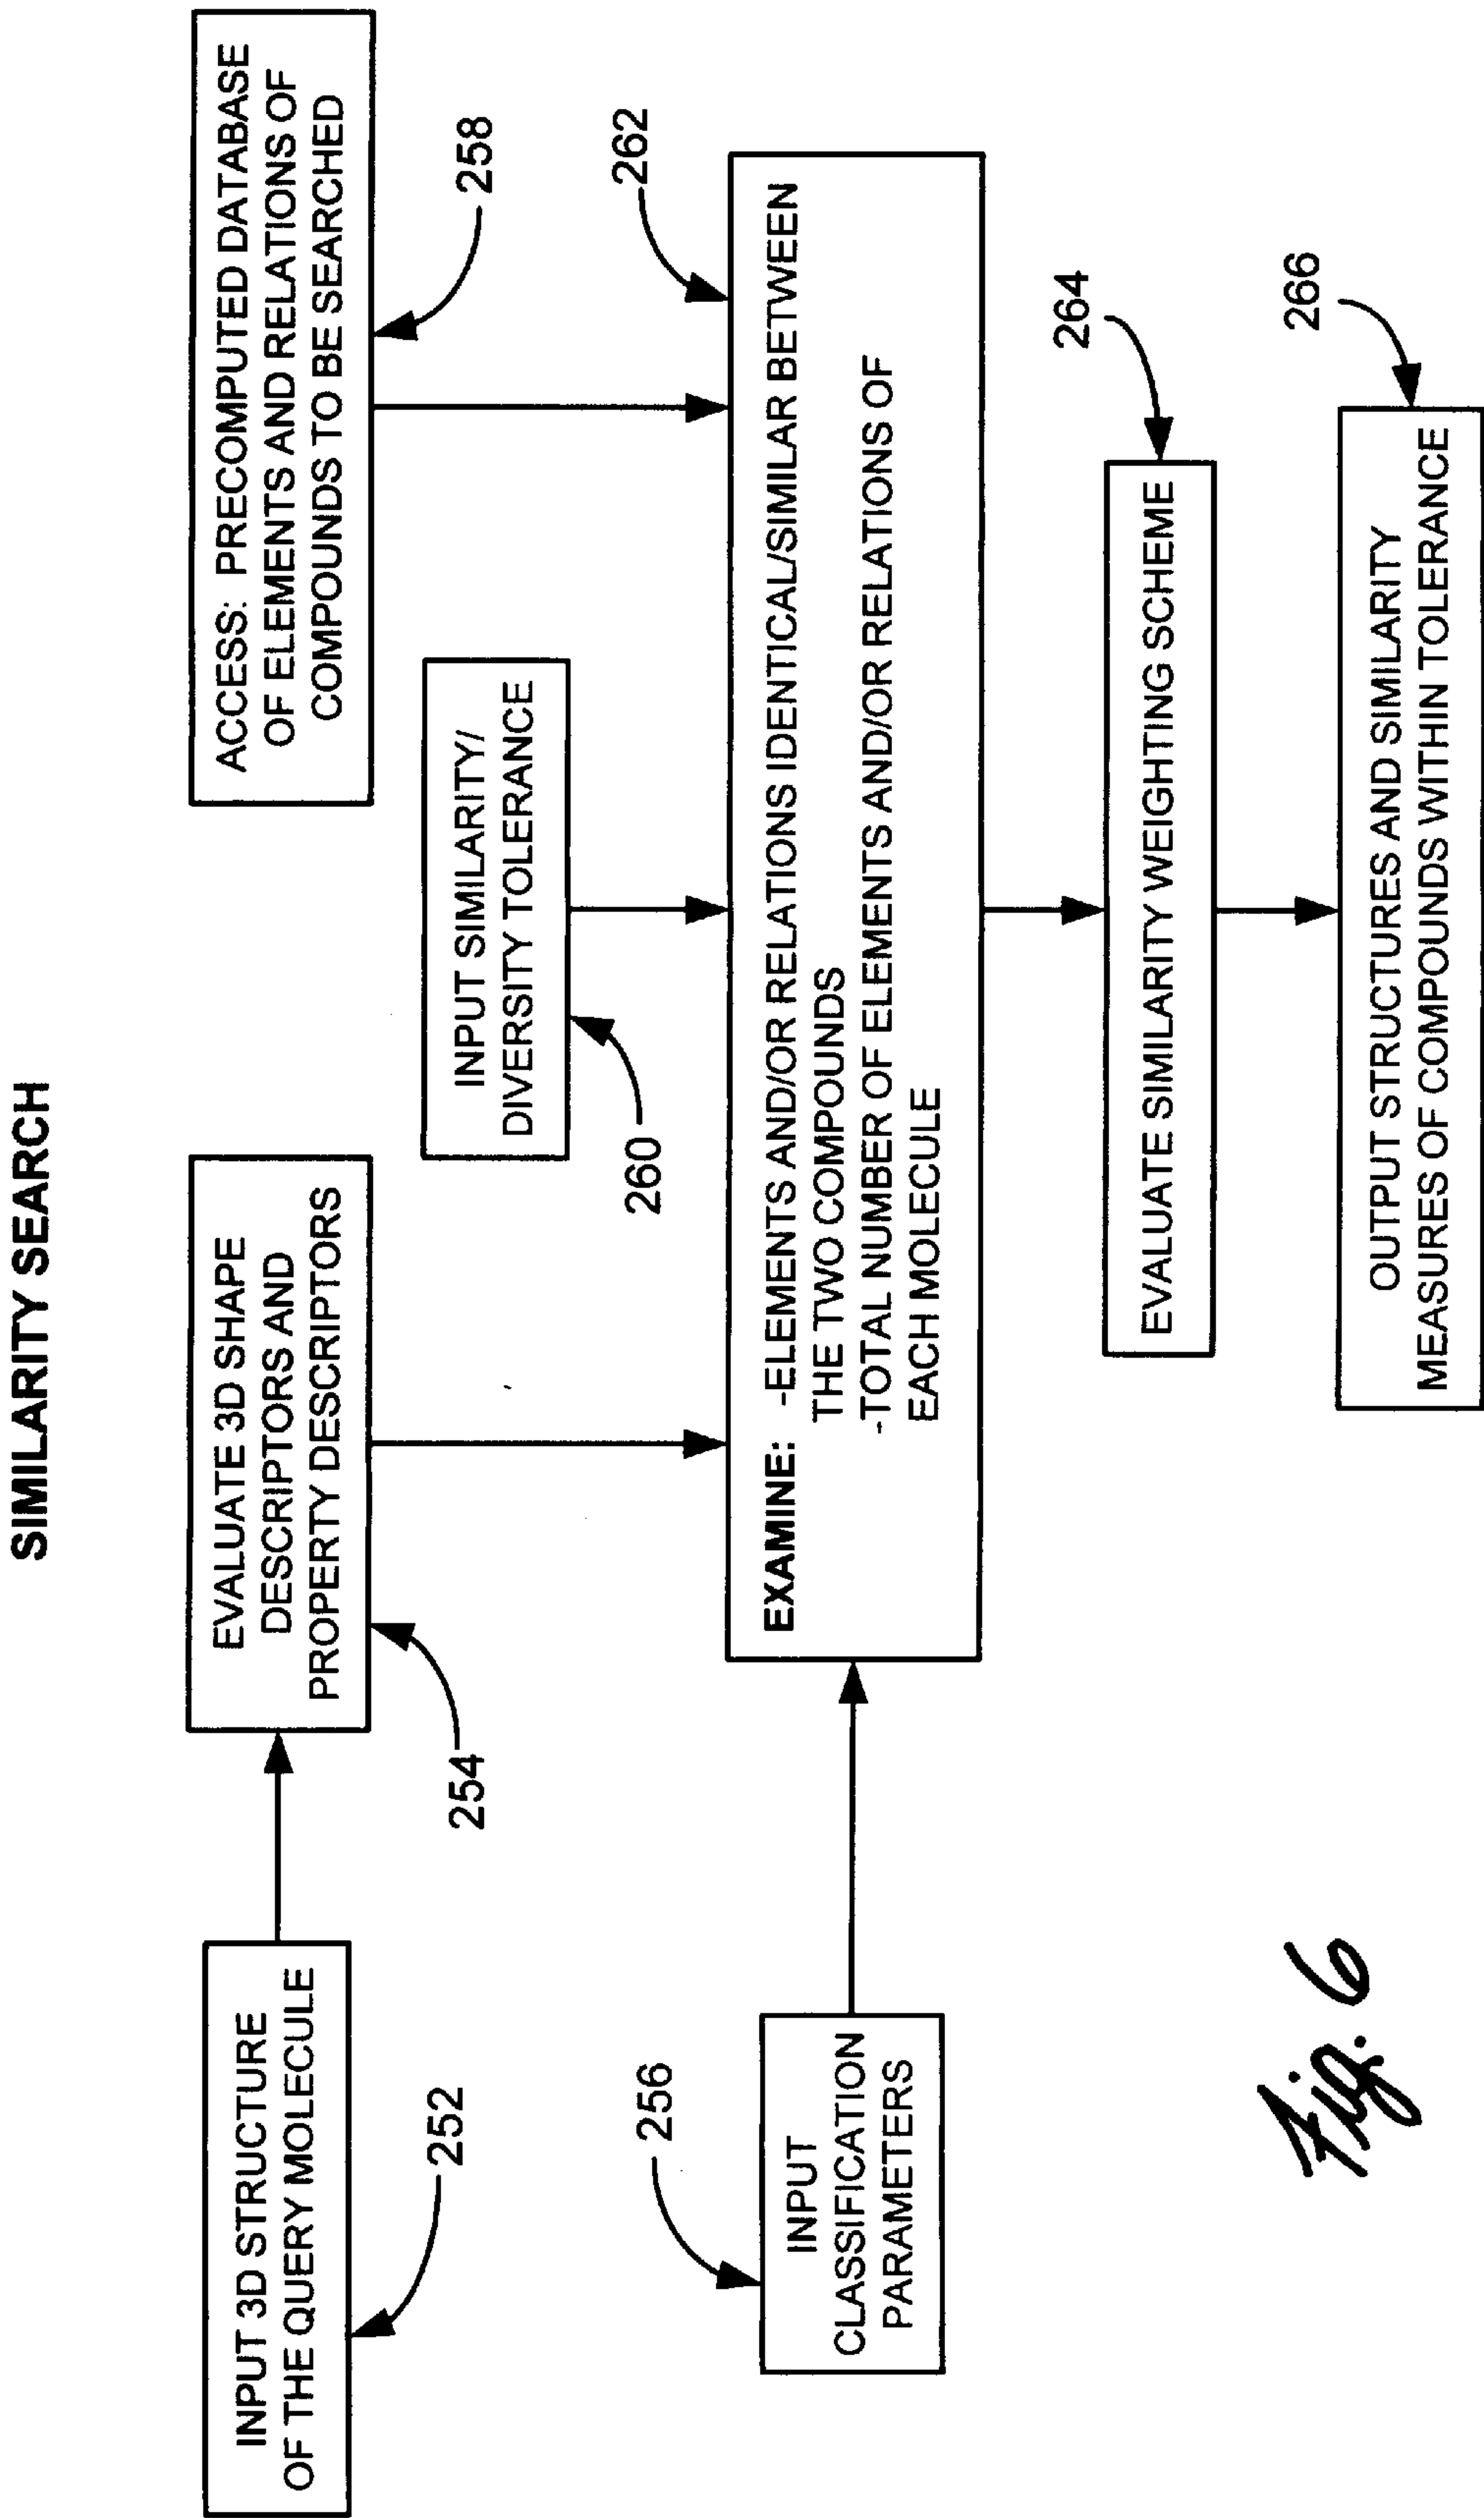 SIMILARITY SEARCH
INPUT 3D STRUCTURE
OF THE QUERY MOLECULE
252
EVALUATE 3D SHAPE
DESCRIPTORS AND
PROPERTY DESCRIPTORS
254
ACCESS: PRECOMPUTED DATABASE
OF ELEMENTS AND RELATIONS OF
COMPOUNDS TO BE SEARCHED
258
INPUT SIMILARITY/
DIVERSITY TOLERANCE
260
262
INPUT
CLASSIFICATION
PARAMETERS
256
EXAMINE: -ELEMENTS AND/OR RELATIONS IDENTICAL/SIMILAR BETWEEN
THE TWO COMPOUNDS
-TOTAL NUMBER OF ELEMENTS AND/OR RELATIONS OF
EACH MOLECULE
264
EVALUATE SIMILARITY WEIGHTING SCHEME
266
OUTPUT STRUCTURES AND SIMILARITY
MEASURES OF COMPOUNDS WITHIN TOLERANCE
Fig. 6